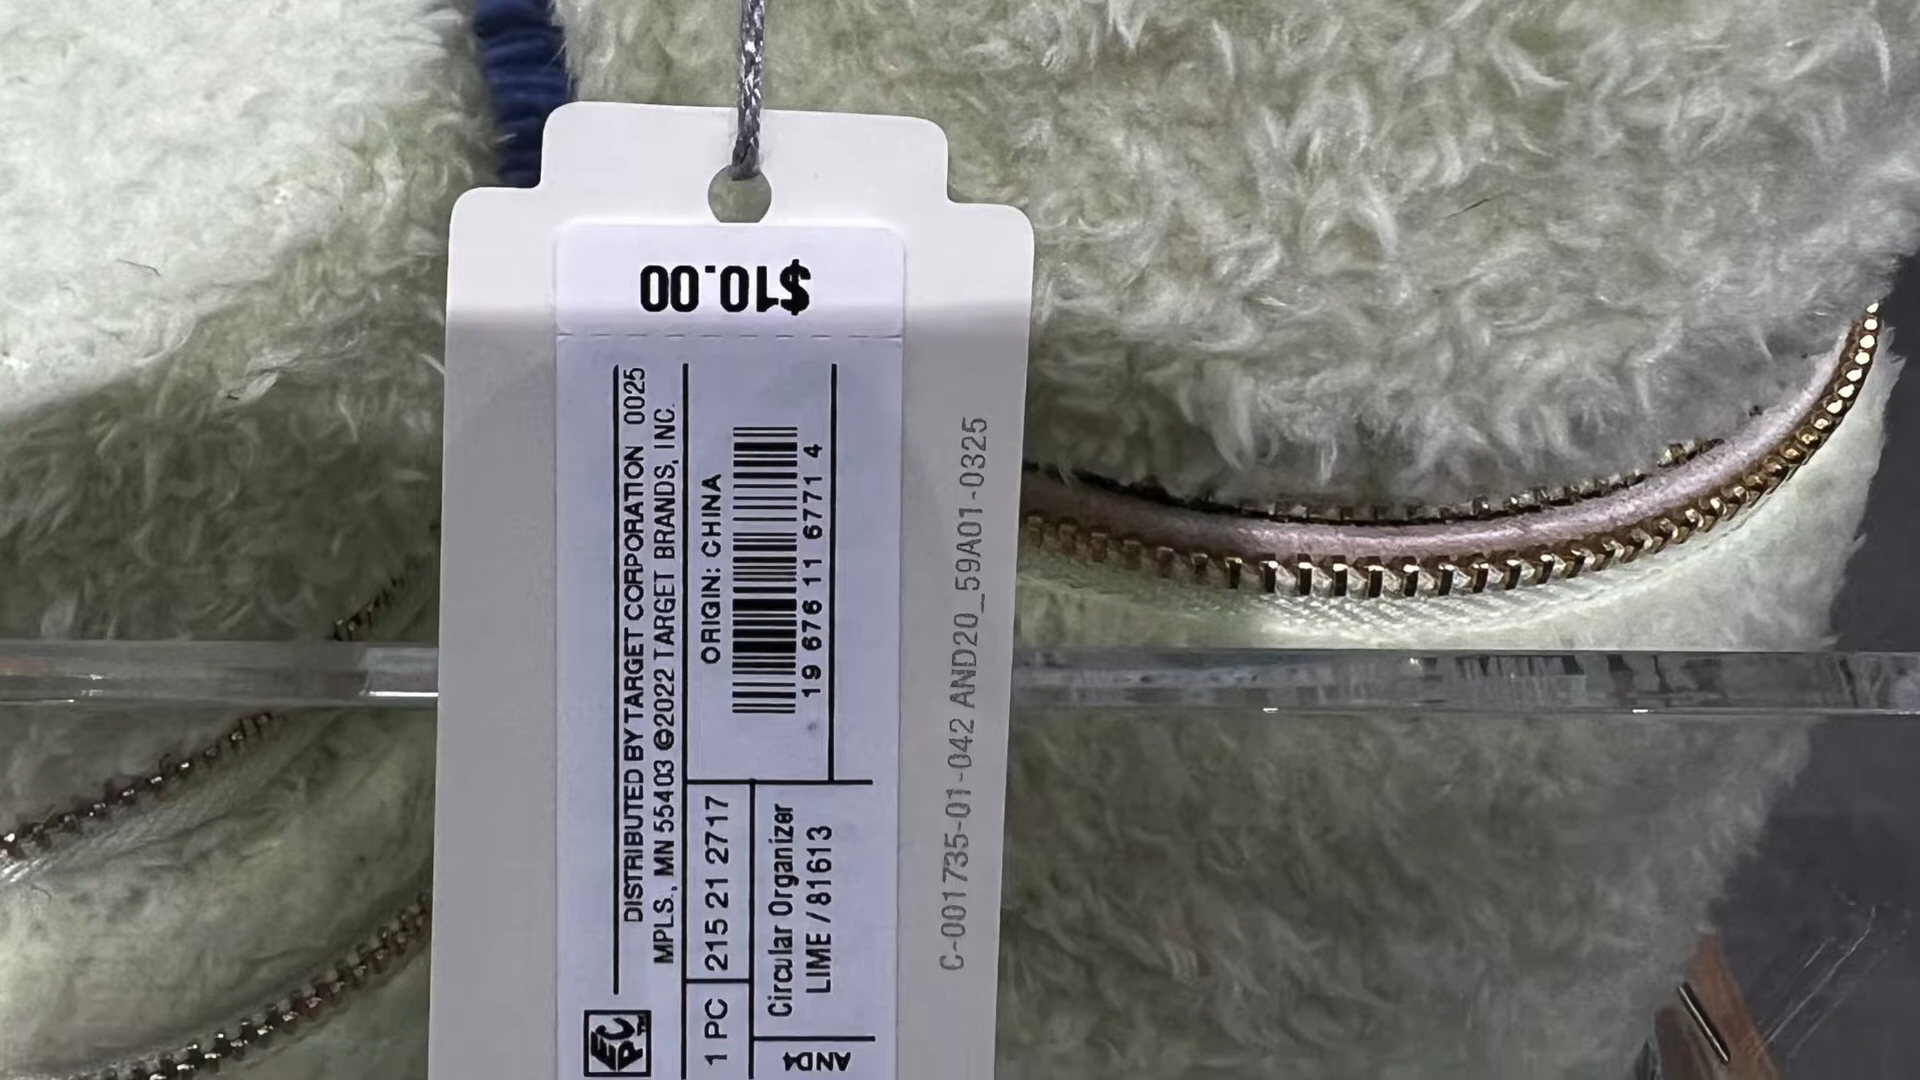 $10.00
DISTRIBUTED BY TARGET CORPORATION 0025
MPLS., MN 55403 ©2022 TARGET BRANDS, INC.
ORIGIN: CHINA
19 676 11 6771 4
1 PC
215 21 2717
Circular Organizer
LIME / 81613
EPC
C-001735-01-042 AND20_59A01-0325